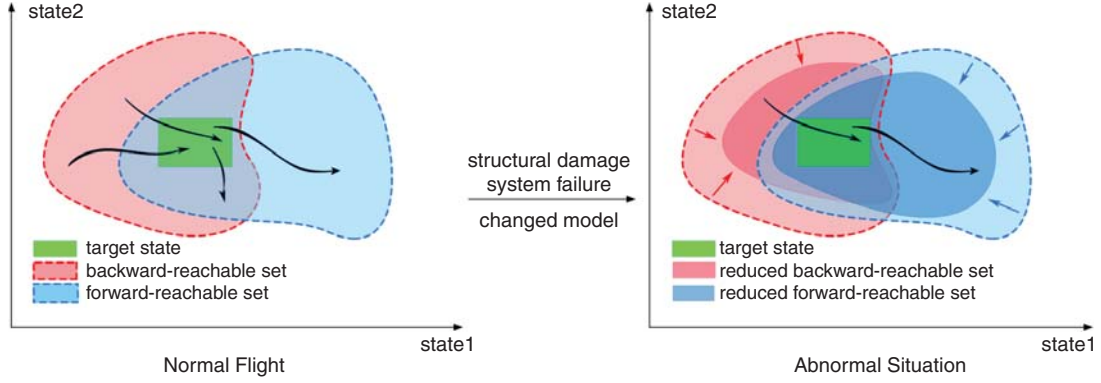 state2
target state
backward-reachable set
forward-reachable set
state1
Normal Flight
structural damage
system failure
changed model
state2
target state
reduced backward-reachable set
reduced forward-reachable set
state1
Abnormal Situation